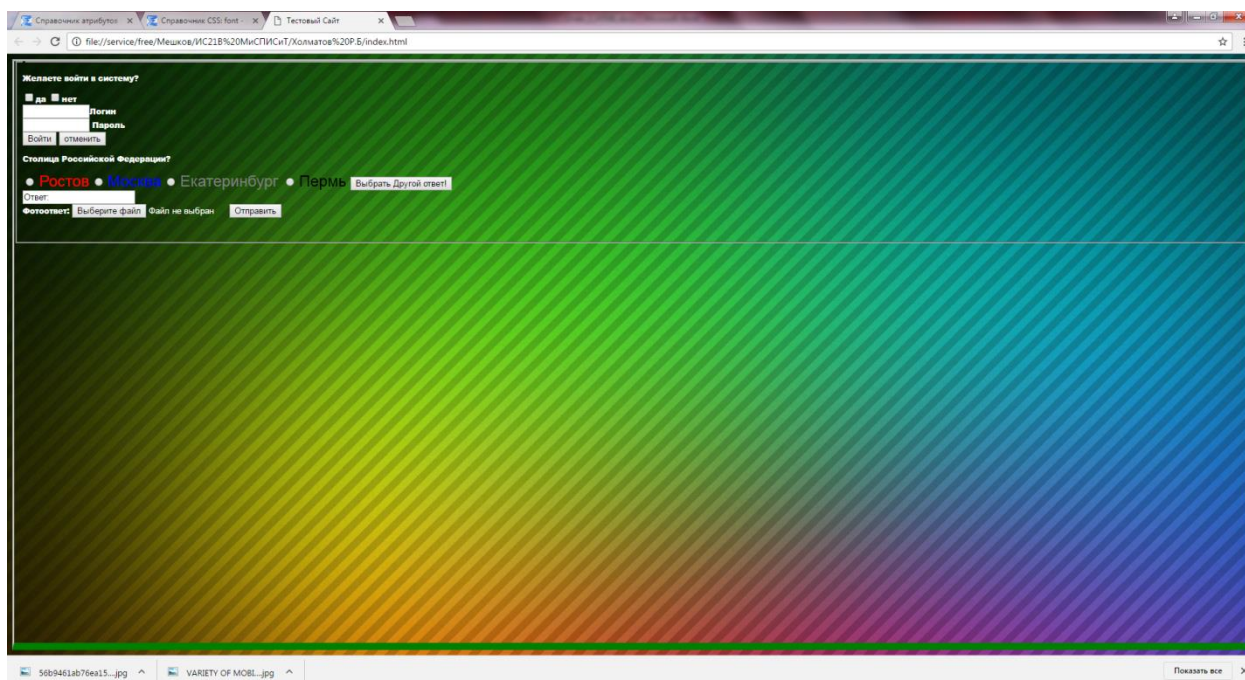 Справочник атрибутов
Справочник CSS: font -
Тестовый Сайт
file://service/free/Мешков/ИС21В%20МиСПИСиТ/Холматов%20Р.Б/index.html
Желаете войти в систему?
да нет
Логин
Пароль
Войти отменить
Столица Российской Федерации?
Ростов Москва Екатеринбург Пермь Выбрать Другой ответ!
Ответ:
Фотоответ: Выберите файл Файл не выбран Отправить
56b9461ab76ea15....jpg VARIETY OF MOBI....jpg Показать все